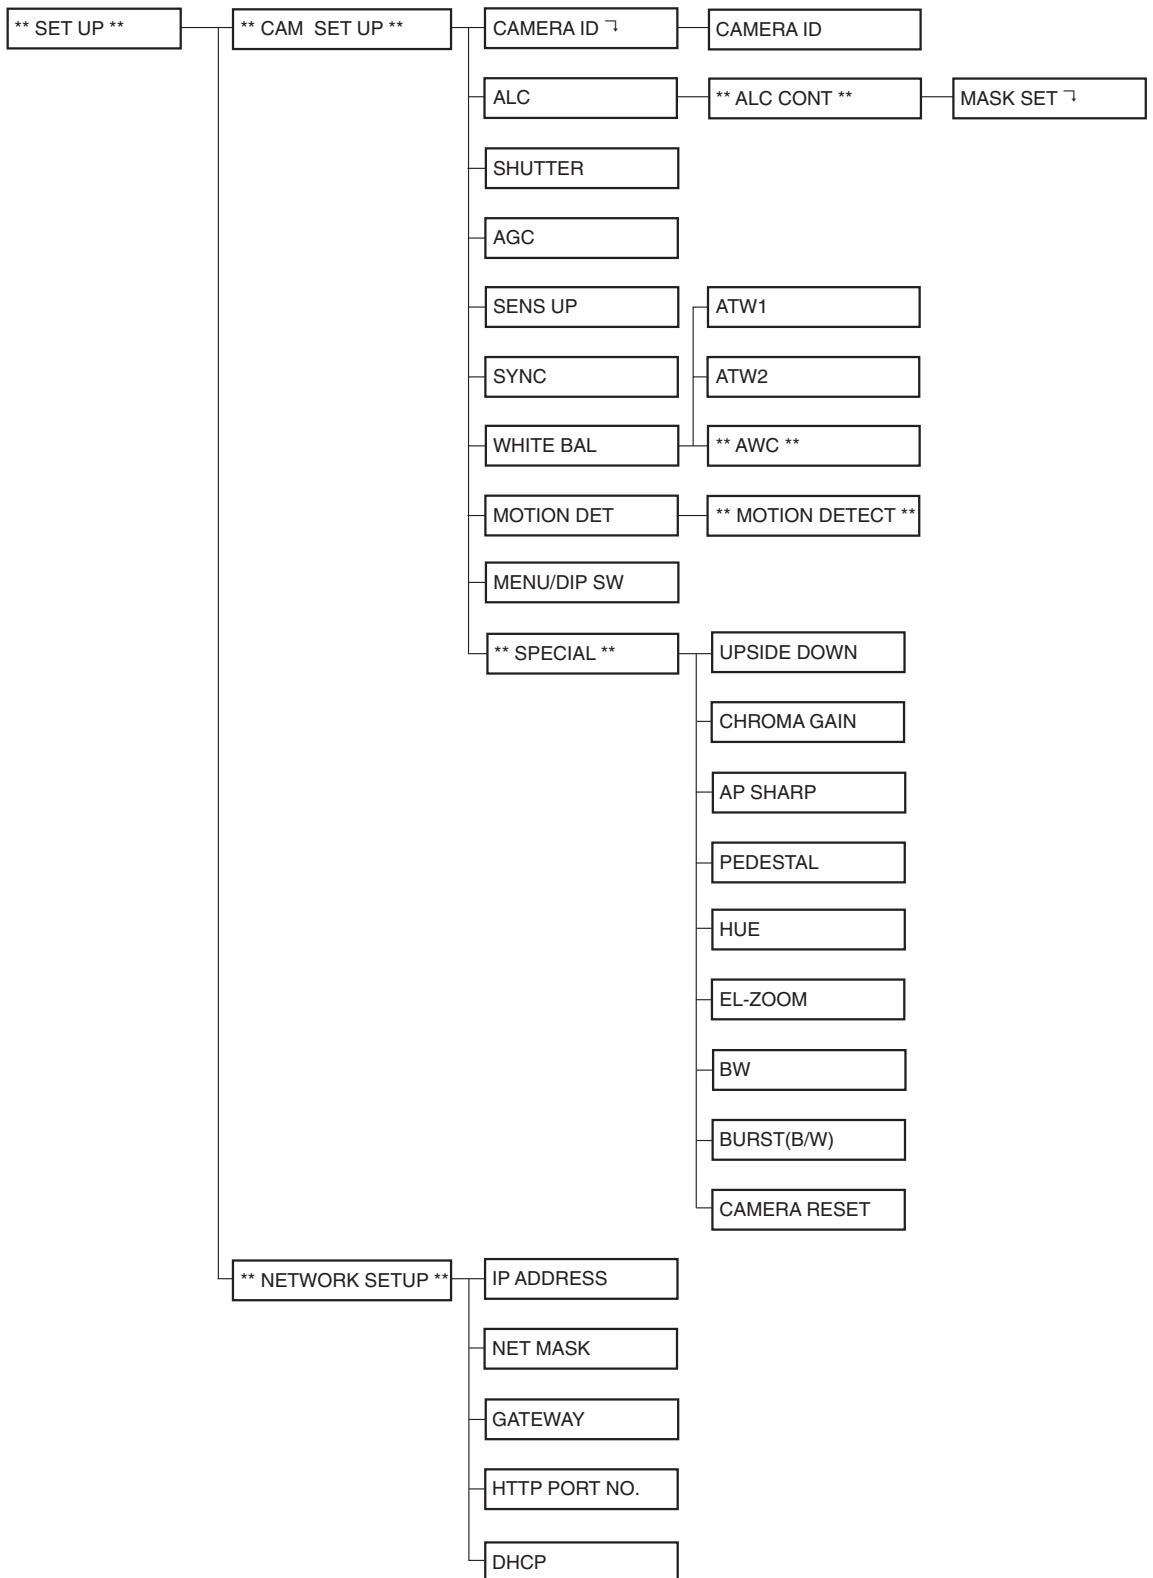 ** SET UP **
** CAM  SET UP **
CAMERA ID ⤵
CAMERA ID
ALC
** ALC CONT **
MASK SET ⤵
SHUTTER
AGC
SENS UP
ATW1
SYNC
ATW2
WHITE BAL
** AWC **
MOTION DET
** MOTION DETECT **
MENU/DIP SW
** SPECIAL **
UPSIDE DOWN
CHROMA GAIN
AP SHARP
PEDESTAL
HUE
EL-ZOOM
BW
BURST(B/W)
CAMERA RESET
** NETWORK SETUP **
IP ADDRESS
NET MASK
GATEWAY
HTTP PORT NO.
DHCP